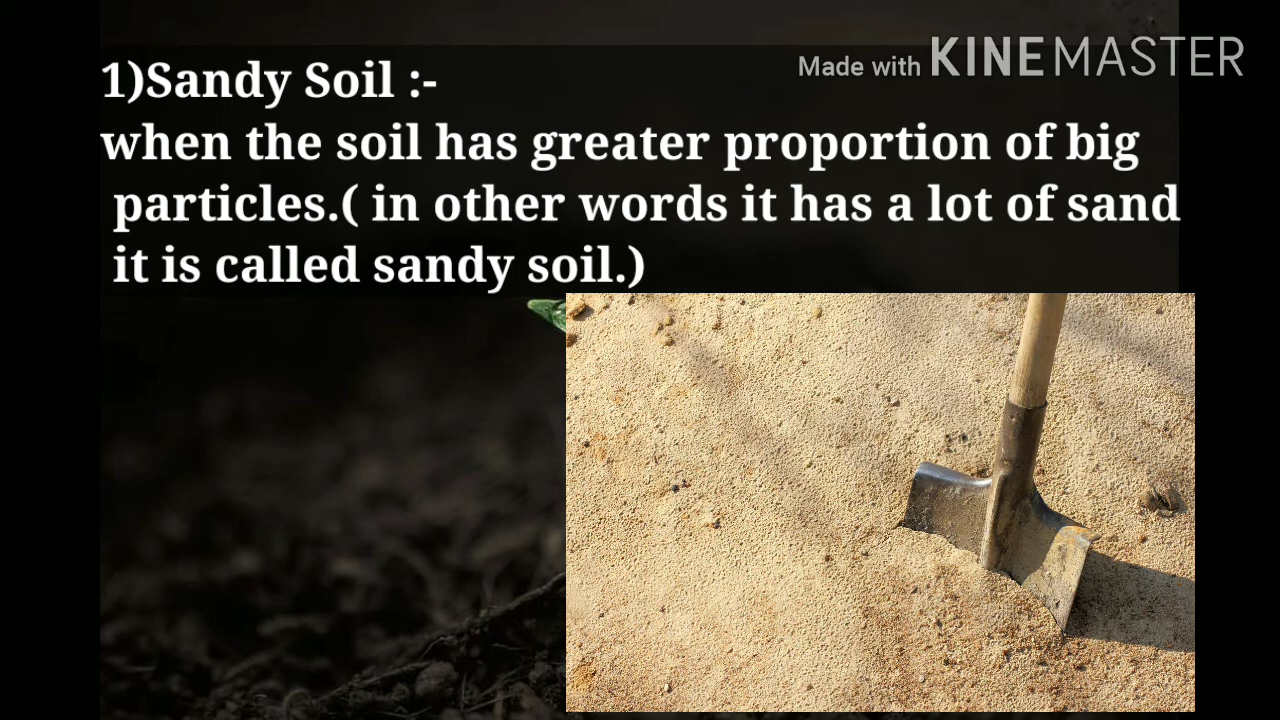 Made with KINEMASTER
1)Sandy Soil :-
when the soil has greater proportion of big
particles.( in other words it has a lot of sand
it is called sandy soil.)